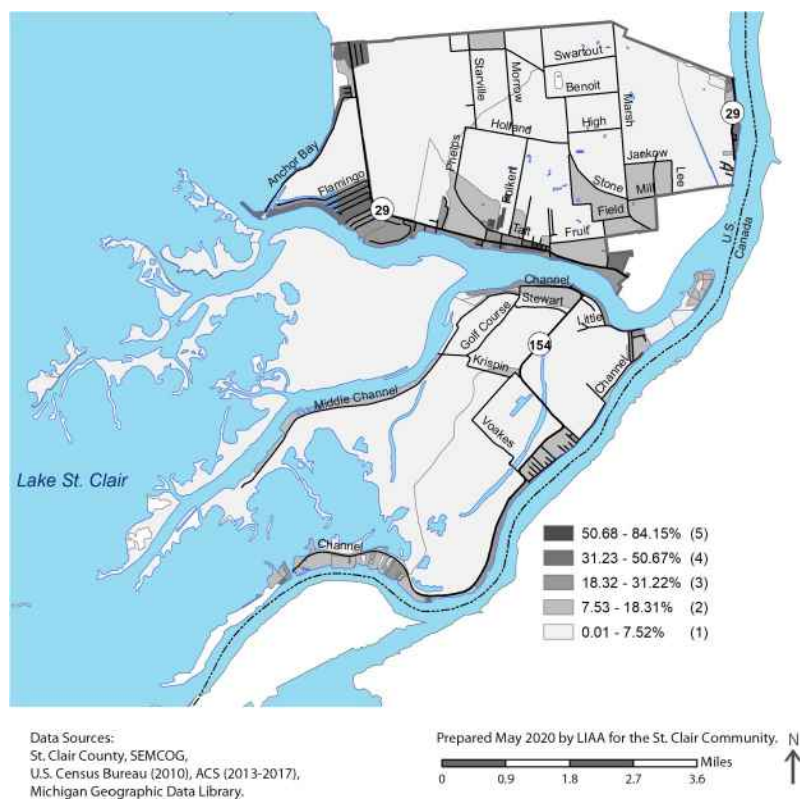 Swartout
Starville
Morrow
Benoit
29
Marsh
Holland
High
Phelps
Jankow
Anchor Bay
Lee
Flamingo
Stone
Mill
Folkert
29
Field
Taft
Fruit
U.S.
Canada
Channel
Stewart
Golf Course
Little
154
Krispin
Channel
Middle Channel
Voakes
Lake St. Clair
Channel
50.68 - 84.15% (5)
31.23 - 50.67% (4)
18.32 - 31.22% (3)
7.53 - 18.31% (2)
0.01 - 7.52% (1)
Data Sources:
St. Clair County, SEMCOG,
U.S. Census Bureau (2010), ACS (2013-2017),
Michigan Geographic Data Library.
Prepared May 2020 by LIAA for the St. Clair Community.
N
Miles
0 0.9 1.8 2.7 3.6